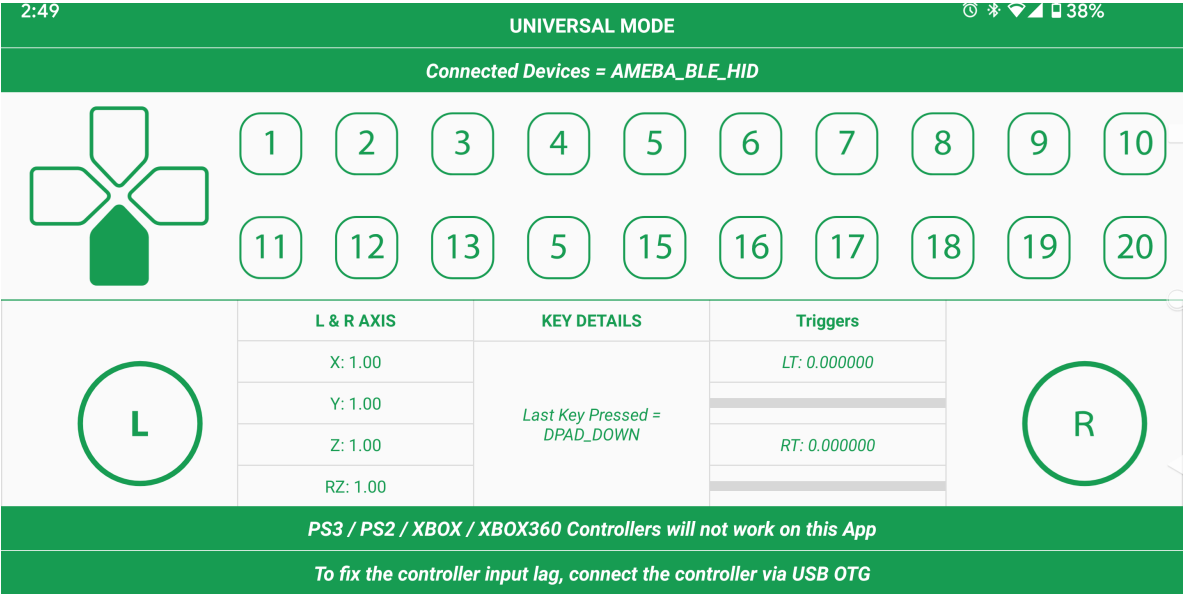 2:49
38%
UNIVERSAL MODE
Connected Devices = AMEBA_BLE_HID
1 2 3 4 5 6 7 8 9 10
11 12 13 5 15 16 17 18 19 20
L
L & R AXIS
X: 1.00
Y: 1.00
Z: 1.00
RZ: 1.00
KEY DETAILS
Last Key Pressed =
DPAD_DOWN
Triggers
LT: 0.000000
RT: 0.000000
R
PS3 / PS2 / XBOX / XBOX360 Controllers will not work on this App
To fix the controller input lag, connect the controller via USB OTG